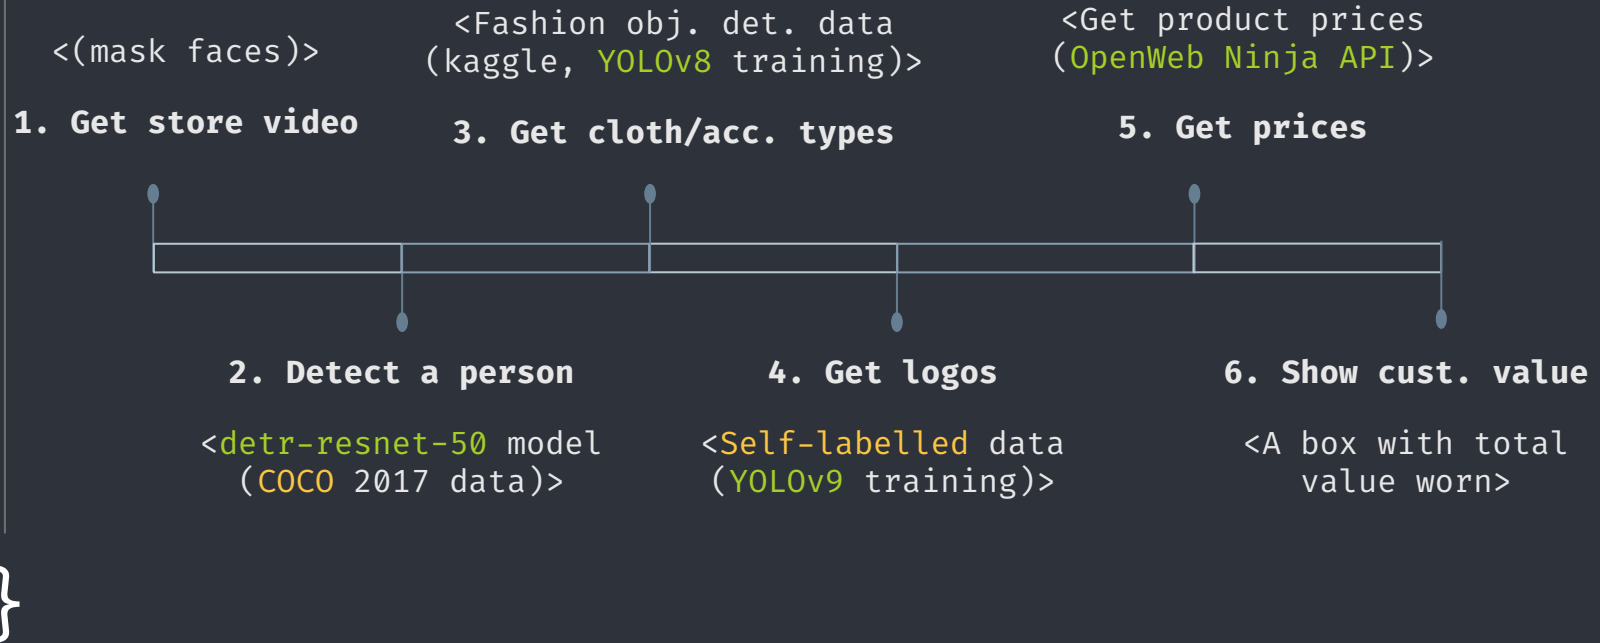 <(mask faces)>
1. Get store video
<Fashion obj. det. data
(kaggle, YOLOv8 training)>
3. Get cloth/acc. types
<Get product prices
(OpenWeb Ninja API)>
5. Get prices
2. Detect a person
<detr-resnet-50 model
(COCO 2017 data)>
4. Get logos
<Self-labelled data
(YOLOv9 training)>
6. Show cust. value
<A box with total
value worn>
}